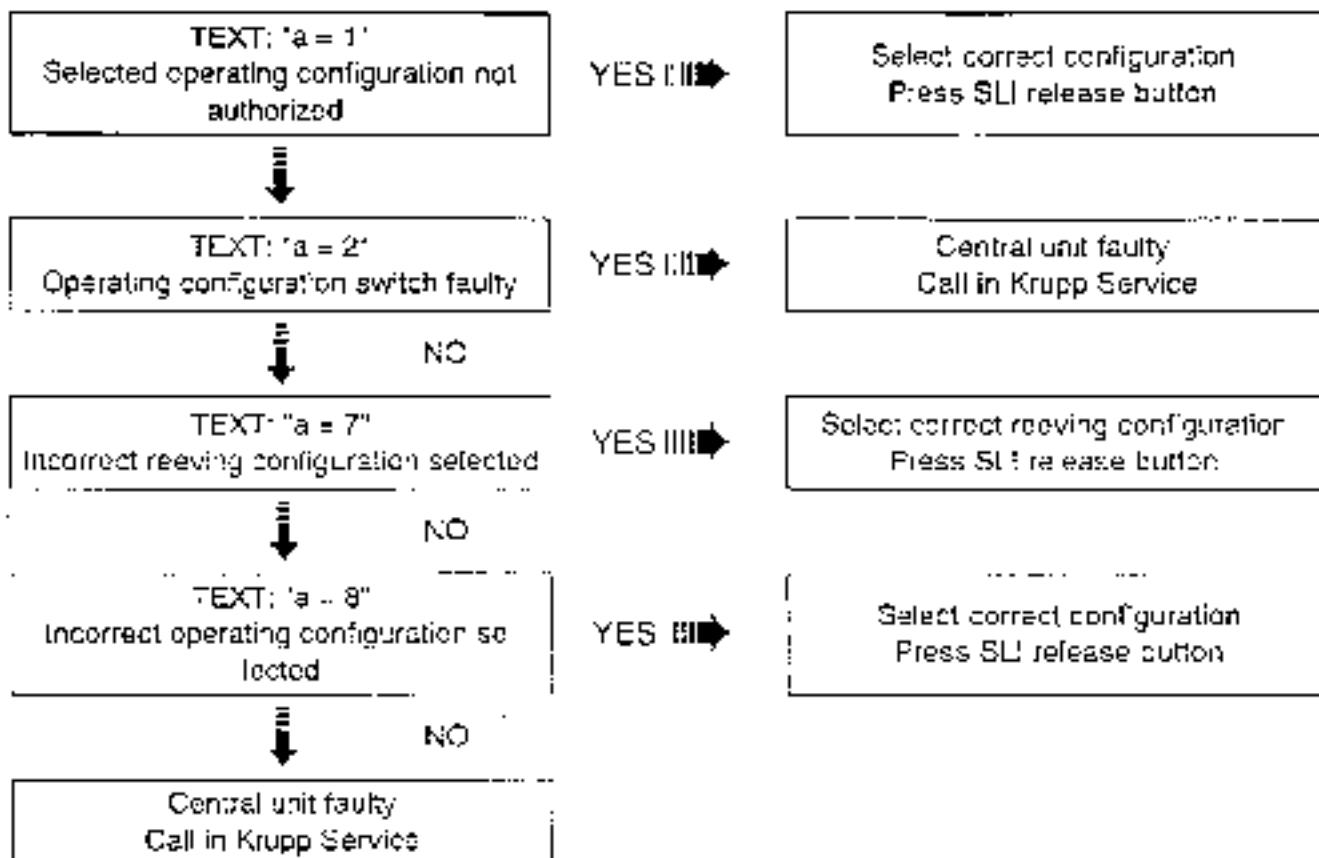 TEXT: "a = 1"
Selected operating configuration not
authorized
YES
Select correct configuration
Press SLI release button
TEXT: "a = 2"
Operating configuration switch faulty
YES
Central unit faulty
Call in Krupp Service
NO
TEXT: "a = 7"
Incorrect reeving configuration selected
YES
Select correct reeving configuration
Press SLI release button
NO
TEXT: "a = 8"
Incorrect operating configuration se
lected
YES
Select correct configuration
Press SLI release button
NO
Central unit faulty
Call in Krupp Service